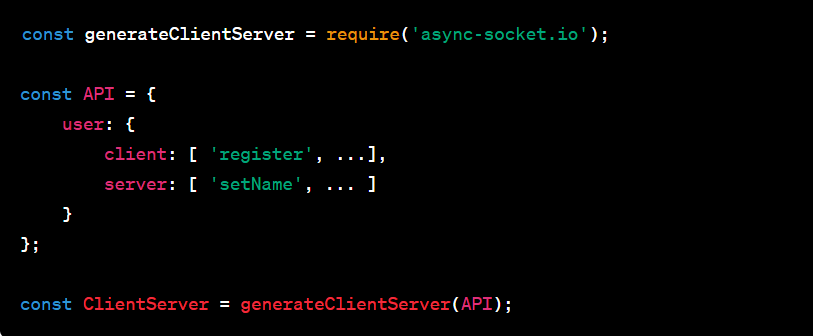 const generateClientServer = require('async-socket.io');
const API = {
    user: {
        client: [ 'register', ...],
        server: [ 'setName', ... ]
    }
};
const ClientServer = generateClientServer(API);